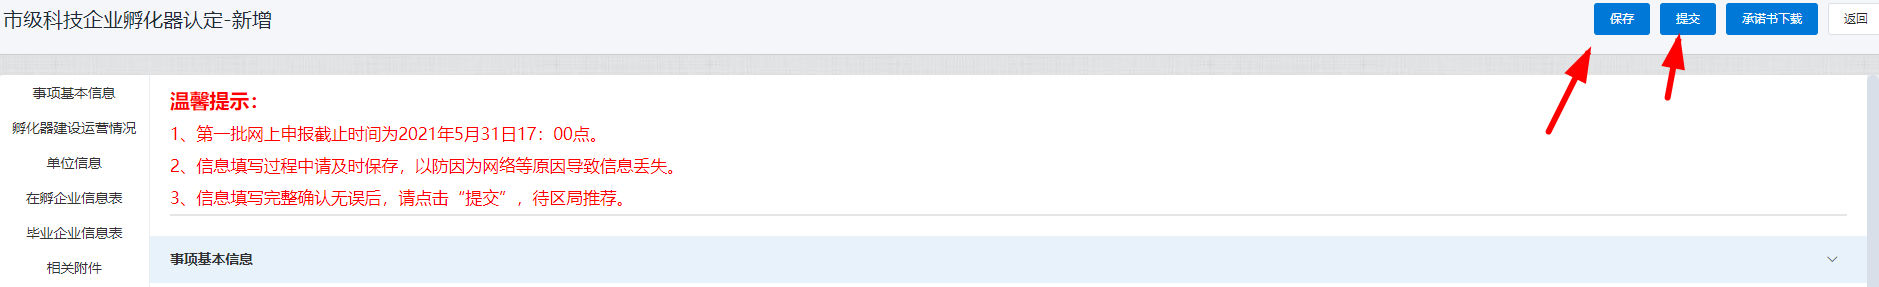 市级科技企业孵化器认定-新增
保存
提交
承诺书下载
返回
事项基本信息
孵化器建设运营情况
单位信息
在孵企业信息表
毕业企业信息表
相关附件
温馨提示：
1、第一批网上申报截止时间为2021年5月31日17：00点。
2、信息填写过程中请及时保存，以防因为网络等原因导致信息丢失。
3、信息填写完整确认无误后，请点击“提交”，待区局推荐。
事项基本信息